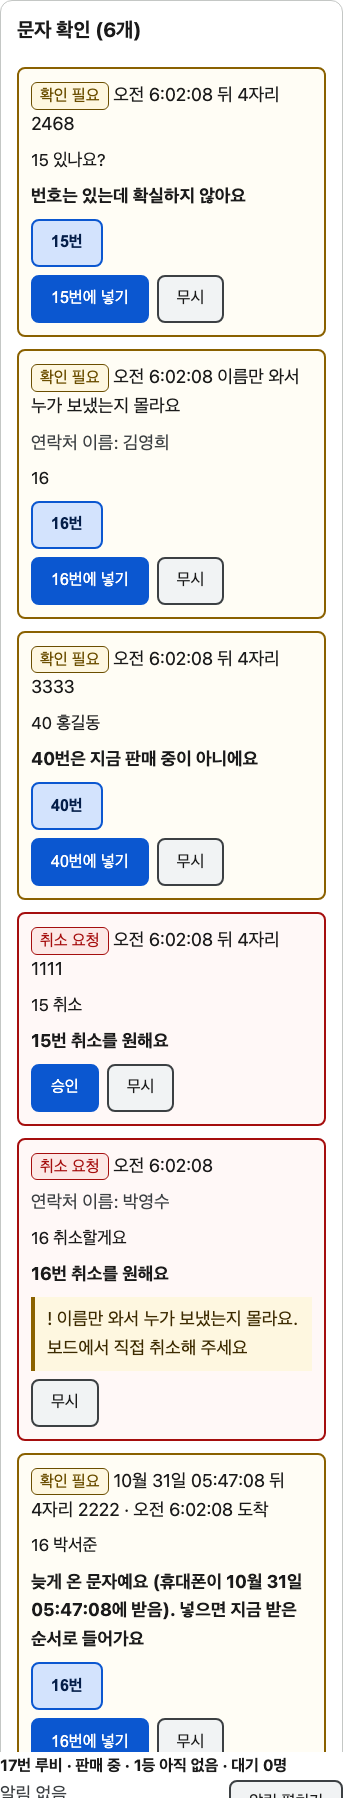 문자 확인 (6개)
확인 필요 오전 6:02:08 뒤 4자리
2468
15 있나요?
번호는 있는데 확실하지 않아요
15번
15번에 넣기 무시
확인 필요 오전 6:02:08 이름만 와서
누가 보냈는지 몰라요
연락처 이름: 김영희
16
16번
16번에 넣기 무시
확인 필요 오전 6:02:08 뒤 4자리
3333
40 홍길동
40번은 지금 판매 중이 아니에요
40번
40번에 넣기 무시
취소 요청 오전 6:02:08 뒤 4자리
1111
15 취소
15번 취소를 원해요
승인 무시
취소 요청 오전 6:02:08
연락처 이름: 박영수
16 취소할게요
16번 취소를 원해요
! 이름만 와서 누가 보냈는지 몰라요.
보드에서 직접 취소해 주세요
무시
확인 필요 10월 31일 05:47:08 뒤
4자리 2222 · 오전 6:02:08 도착
16 박서준
늦게 온 문자예요 (휴대폰이 10월 31일
05:47:08에 받음). 넣으면 지금 받은
순서로 들어가요
16번
16번에 넣기 무시
17번 루비 · 판매 중 · 1등 아직 없음 · 대기 0명
알림 없음